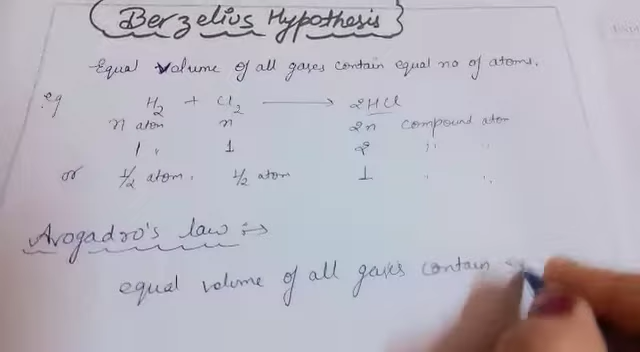 Berzelius Hypothesis
Equal Volume of all gases contain equal no of atoms.
eg H2 + Cl2 → 2HCl
n atom n 2n compound atom
1 " 1 2 " "
or 1/2 atom. 1/2 atom 1 " "
Avogadro's law :→
equal volume of all gases contain